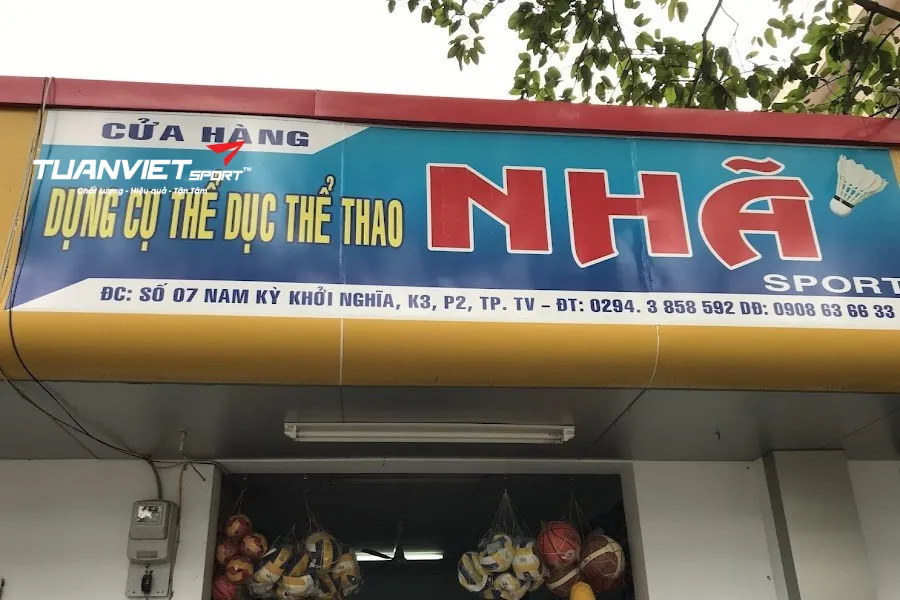 CỬA HÀNG
TUANVIET SPORT™
Chất Lượng - Hiệu quả - Tận Tâm
DỤNG CỤ THỂ DỤC THỂ THAO
NHÃ
SPORT
ĐC: SỐ 07 NAM KỲ KHỞI NGHĨA, K3, P2, TP. TV – ĐT: 0294. 3 858 592 DĐ: 0908 63 66 33